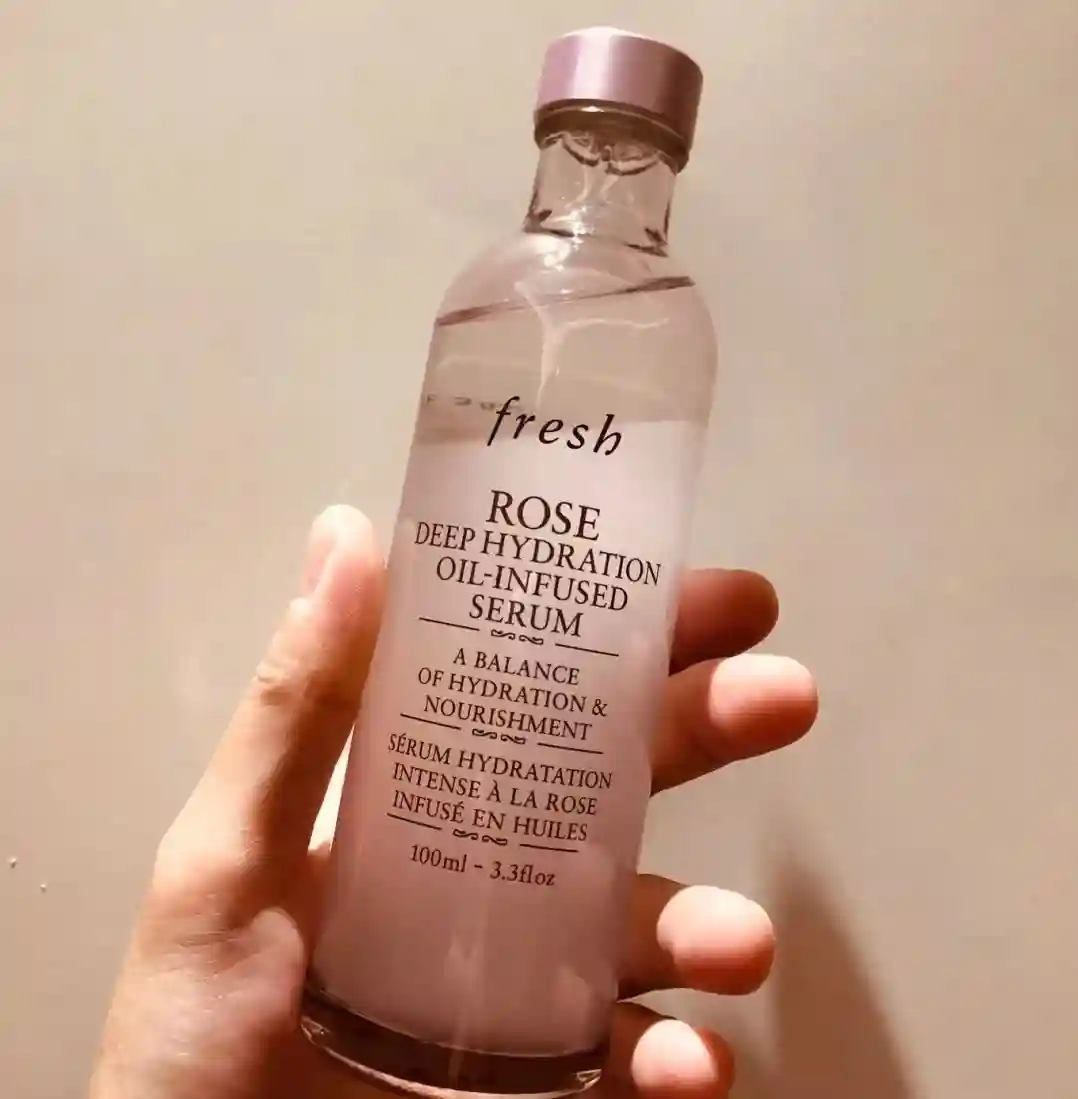 fresh
ROSE
DEEP HYDRATION
OIL-INFUSED
SERUM
A BALANCE
OF HYDRATION &
NOURISHMENT
SÉRUM HYDRATATION
INTENSE À LA ROSE
INFUSÉ EN HUILES
100ml - 3.3floz